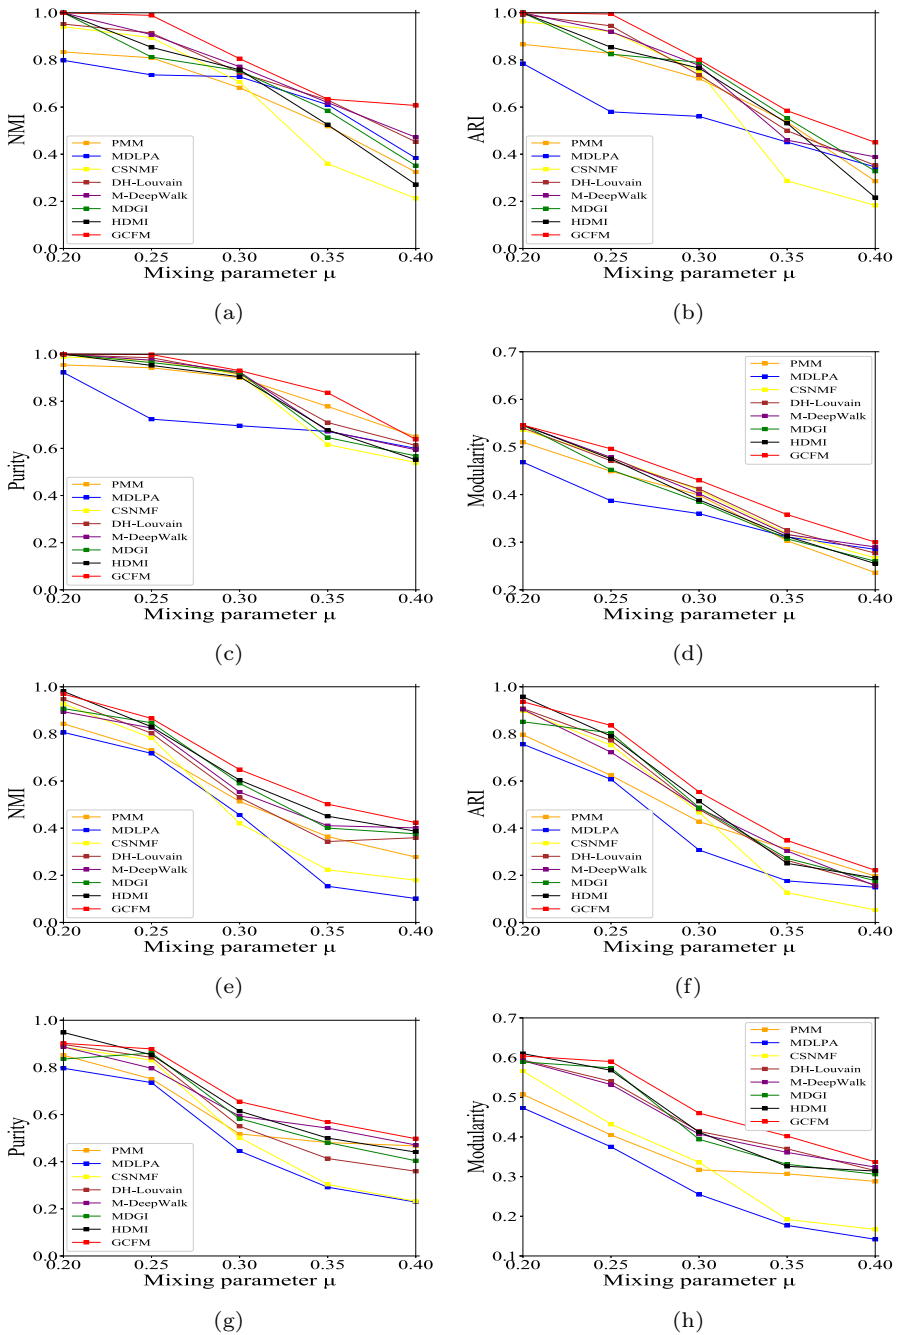 1.0
0.8
0.6
0.4
0.2
0.0
NMI
PMM
MDLPA
CSNMF
DH-Louvain
M-DeepWalk
MDGI
HDMI
GCFM
0.20 0.25 0.30 0.35 0.40
Mixing parameter μ
(a)
1.0
0.8
0.6
0.4
0.2
0.0
ARI
PMM
MDLPA
CSNMF
DH-Louvain
M-DeepWalk
MDGI
HDMI
GCFM
0.20 0.25 0.30 0.35 0.40
Mixing parameter μ
(b)
1.0
0.8
0.6
0.4
0.2
0.0
Purity
PMM
MDLPA
CSNMF
DH-Louvain
M-DeepWalk
MDGI
HDMI
GCFM
0.20 0.25 0.30 0.35 0.40
Mixing parameter μ
(c)
0.7
0.6
0.5
0.4
0.3
0.2
Modularity
PMM
MDLPA
CSNMF
DH-Louvain
M-DeepWalk
MDGI
HDMI
GCFM
0.20 0.25 0.30 0.35 0.40
Mixing parameter μ
(d)
1.0
0.8
0.6
0.4
0.2
0.0
NMI
PMM
MDLPA
CSNMF
DH-Louvain
M-DeepWalk
MDGI
HDMI
GCFM
0.20 0.25 0.30 0.35 0.40
Mixing parameter μ
(e)
1.0
0.8
0.6
0.4
0.2
0.0
ARI
PMM
MDLPA
CSNMF
DH-Louvain
M-DeepWalk
MDGI
HDMI
GCFM
0.20 0.25 0.30 0.35 0.40
Mixing parameter μ
(f)
1.0
0.8
0.6
0.4
0.2
0.0
Purity
PMM
MDLPA
CSNMF
DH-Louvain
M-DeepWalk
MDGI
HDMI
GCFM
0.20 0.25 0.30 0.35 0.40
Mixing parameter μ
(g)
0.7
0.6
0.5
0.4
0.3
0.2
0.1
Modularity
PMM
MDLPA
CSNMF
DH-Louvain
M-DeepWalk
MDGI
HDMI
GCFM
0.20 0.25 0.30 0.35 0.40
Mixing parameter μ
(h)